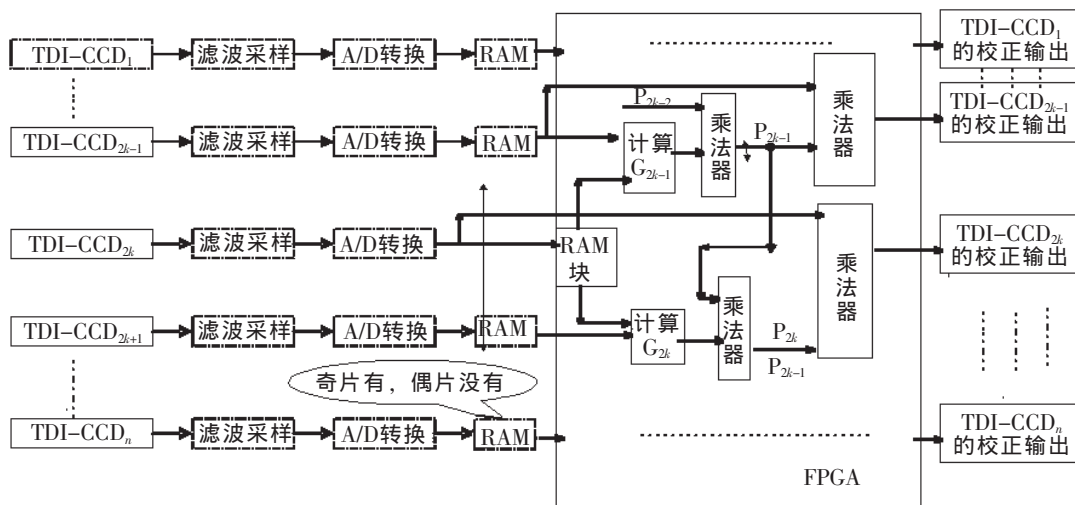 TDI-CCD₁ 滤波采样 A/D转换 RAM TDI-CCD₁
的校正输出
P₂ₖ₋₂ 乘法器 乘法器
TDI-CCD₂ₖ₋₁ 滤波采样 A/D转换 RAM 计算 P₂ₖ₋₁ TDI-CCD₂ₖ₋₁
G₂ₖ₋₁ 的校正输出
TDI-CCD₂ₖ 滤波采样 A/D转换 RAM 乘法器 TDI-CCD₂ₖ
块 的校正输出
TDI-CCD₂ₖ₊₁ 滤波采样 A/D转换 RAM 计算 乘法器 P₂ₖ
G₂ₖ P₂ₖ₋₁
奇片有，偶片没有
TDI-CCDₙ 滤波采样 A/D转换 RAM TDI-CCDₙ
的校正输出
FPGA